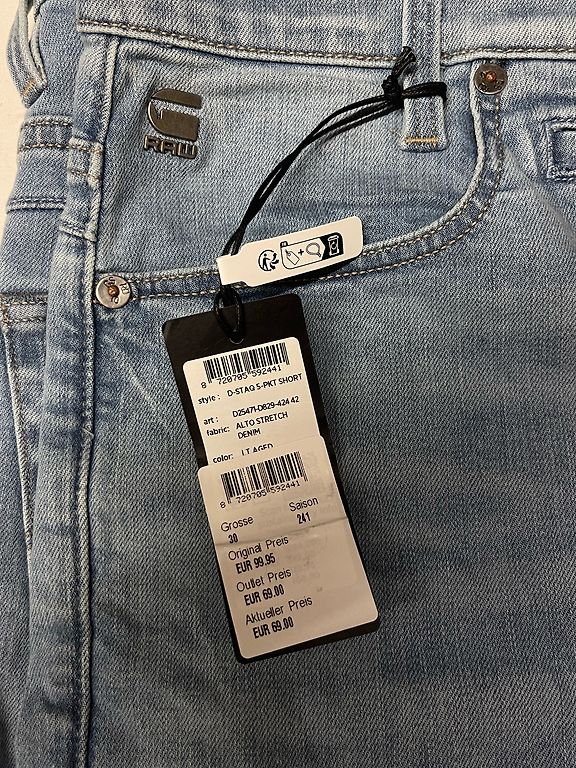 RAW
8 720705 592441
style : D-STAQ 5-PKT SHORT
art : D25471-D829-424 42
fabric: ALTO STRETCH
DENIM
color: LT AGED
8 720705 592441
Grosse Saison
30 241
Original Preis
EUR 99.95
Outlet Preis
EUR 69.00
Aktueller Preis
EUR 69.00